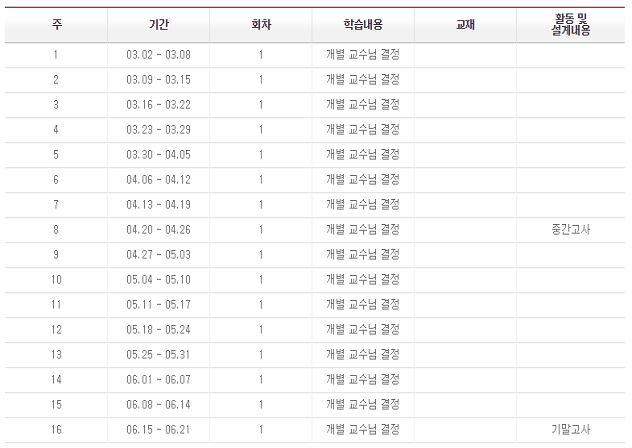 주 기간 회차 학습내용 교재 활동 및 설계내용
1 03.02 - 03.08 1 개별 교수님 결정
2 03.09 - 03.15 1 개별 교수님 결정
3 03.16 - 03.22 1 개별 교수님 결정
4 03.23 - 03.29 1 개별 교수님 결정
5 03.30 - 04.05 1 개별 교수님 결정
6 04.06 - 04.12 1 개별 교수님 결정
7 04.13 - 04.19 1 개별 교수님 결정
8 04.20 - 04.26 1 개별 교수님 결정 중간고사
9 04.27 - 05.03 1 개별 교수님 결정
10 05.04 - 05.10 1 개별 교수님 결정
11 05.11 - 05.17 1 개별 교수님 결정
12 05.18 - 05.24 1 개별 교수님 결정
13 05.25 - 05.31 1 개별 교수님 결정
14 06.01 - 06.07 1 개별 교수님 결정
15 06.08 - 06.14 1 개별 교수님 결정
16 06.15 - 06.21 1 개별 교수님 결정 기말고사